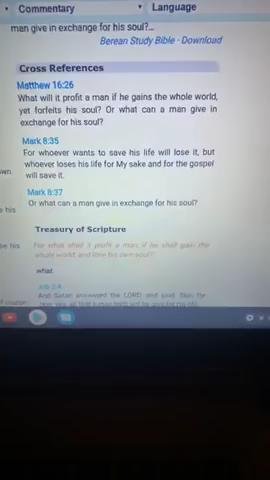 Commentary
Language
man give in exchange for his soul?...
Berean Study Bible · Download
Cross References
Matthew 16:26
What will it profit a man if he gains the whole world,
yet forfeits his soul? Or what can a man give in
exchange for his soul?
Mark 8:35
For whoever wants to save his life will lose it, but
whoever loses his life for My sake and for the gospel
will save it.
Mark 8:37
Or what can a man give in exchange for his soul?
his
Treasury of Scripture
his
For what shall it profit a man, if he shall gain the
whole world, and lose his own soul?
what.
Job 2:4
And Satan answered the LORD, and said, Skin for